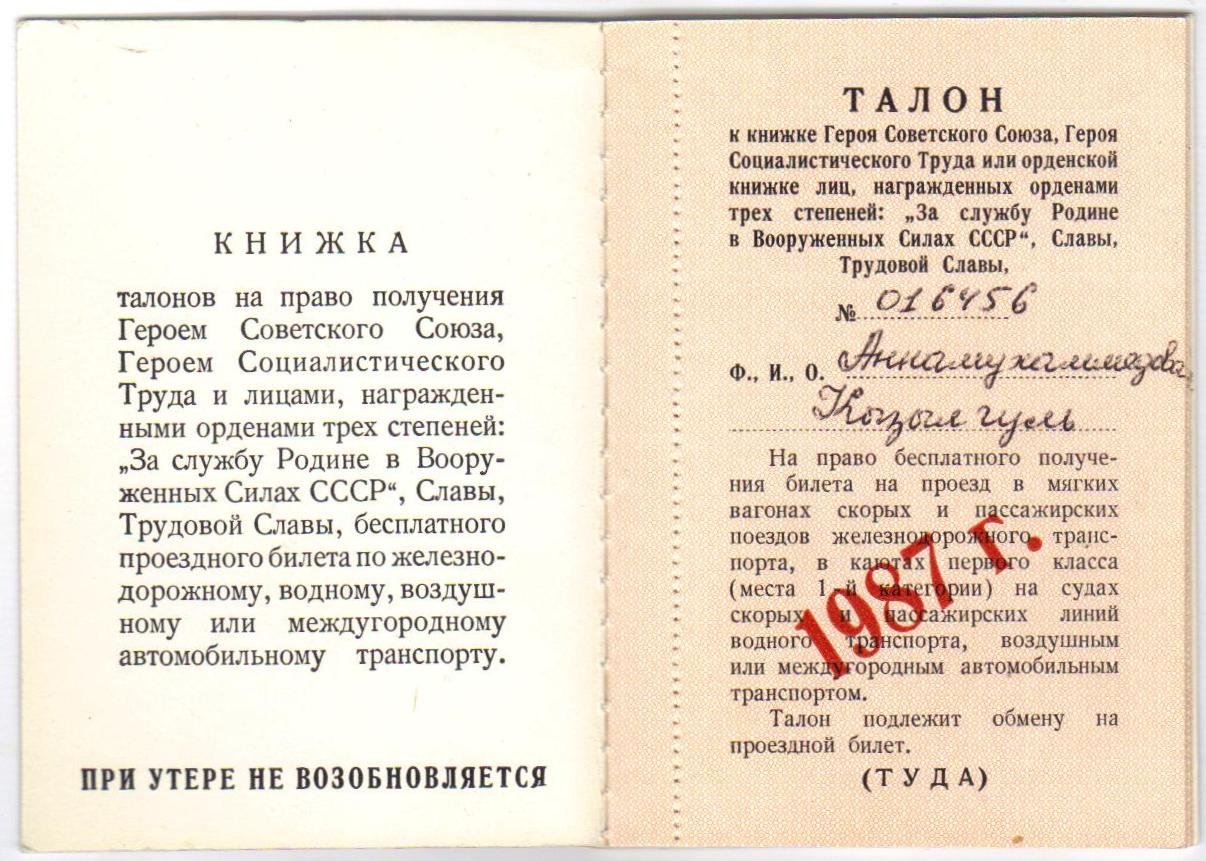 КНИЖКА
талонов на право получения
Героем Советского Союза,
Героем Социалистического
Труда и лицами, награжден-
ными орденами трех степеней:
„За службу Родине в Воору-
женных Силах СССР“, Славы,
Трудовой Славы, бесплатного
проездного билета по железно-
дорожному, водному, воздуш-
ному или междугородному
автомобильному транспорту.
ПРИ УТЕРЕ НЕ ВОЗОБНОВЛЯЕТСЯ
ТАЛОН
к книжке Героя Советского Союза, Героя
Социалистического Труда или орденской
книжке лиц, награжденных орденами
трех степеней: „За службу Родине
в Вооруженных Силах СССР“, Славы,
Трудовой Славы,
№ 016456
Ф., И., О. Аннамухаммедова
Кызыл гуль
На право бесплатного получе-
ния билета на проезд в мягких
вагонах скорых и пассажирских
поездов железнодорожного транс-
порта, в каютах первого класса
(места 1-й категории) на судах
скорых и пассажирских линий
водного транспорта, воздушным
или междугородным автомобильным
транспортом.
Талон подлежит обмену на
проездной билет.
(ТУДА)
1987 г.